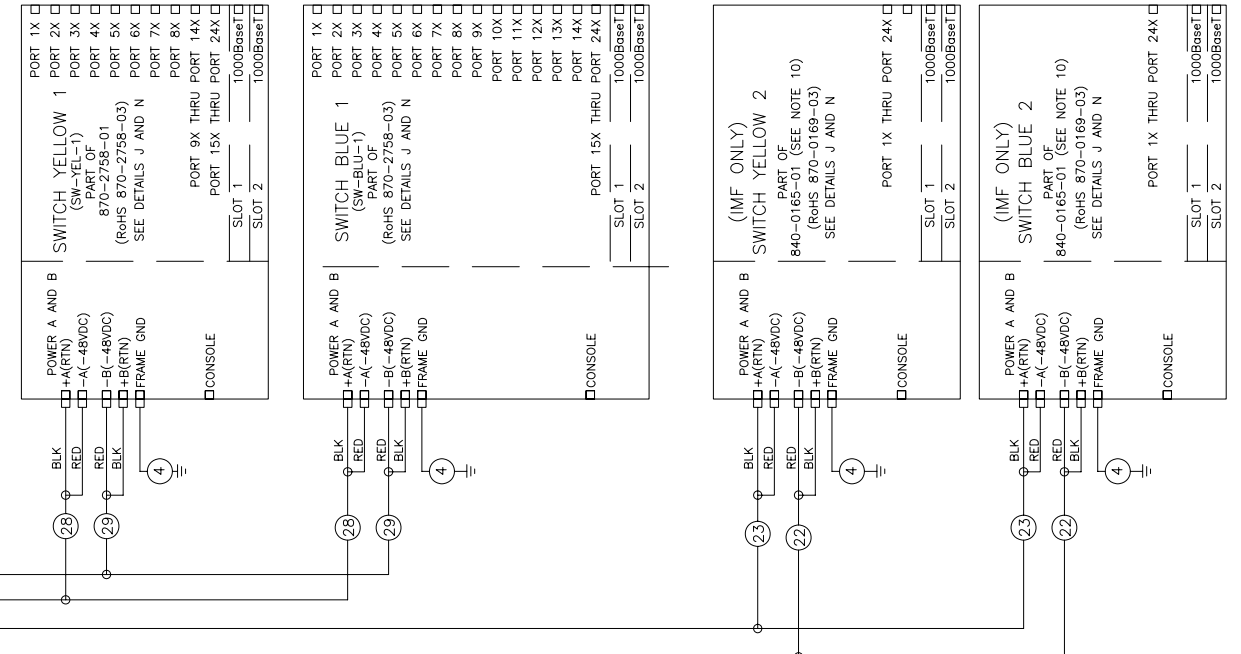 PORT 1X
PORT 2X
PORT 3X
PORT 4X
PORT 5X
PORT 6X
PORT 7X
PORT 8X
PORT 9X THRU PORT 14X
PORT 15X THRU PORT 24X
SLOT 1 1000BaseT
SLOT 2 1000BaseT
SWITCH YELLOW 1
(SW-YEL-1)
PART OF
870-2758-01
(RoHS 870-2758-03)
SEE DETAILS J AND N
POWER A AND B
+A(RTN)
-A(-48VDC)
-B(-48VDC)
+B(RTN)
FRAME GND
CONSOLE
BLK
RED
RED
BLK
4
28
29
PORT 1X
PORT 2X
PORT 3X
PORT 4X
PORT 5X
PORT 6X
PORT 7X
PORT 8X
PORT 9X
PORT 10X
PORT 11X
PORT 12X
PORT 13X
PORT 14X
PORT 15X THRU PORT 24X
SLOT 1 1000BaseT
SLOT 2 1000BaseT
SWITCH BLUE 1
(SW-BLU-1)
PART OF
(RoHS 870-2758-03)
SEE DETAILS J AND N
POWER A AND B
+A(RTN)
-A(-48VDC)
-B(-48VDC)
+B(RTN)
FRAME GND
CONSOLE
BLK
RED
RED
BLK
4
28
29
(IMF ONLY)
SWITCH YELLOW 2
PART OF
840-0165-01 (SEE NOTE 10)
(RoHS 870-0169-03)
SEE DETAILS J AND N
PORT 1X THRU PORT 24X
SLOT 1 1000BaseT
SLOT 2 1000BaseT
POWER A AND B
+A(RTN)
-A(-48VDC)
-B(-48VDC)
+B(RTN)
FRAME GND
CONSOLE
BLK
RED
RED
BLK
4
23
22
(IMF ONLY)
SWITCH BLUE 2
PART OF
840-0165-01 (SEE NOTE 10)
(RoHS 870-0169-03)
SEE DETAILS J AND N
PORT 1X THRU PORT 24X
SLOT 1 1000BaseT
SLOT 2 1000BaseT
POWER A AND B
+A(RTN)
-A(-48VDC)
-B(-48VDC)
+B(RTN)
FRAME GND
CONSOLE
BLK
RED
RED
BLK
4
23
22